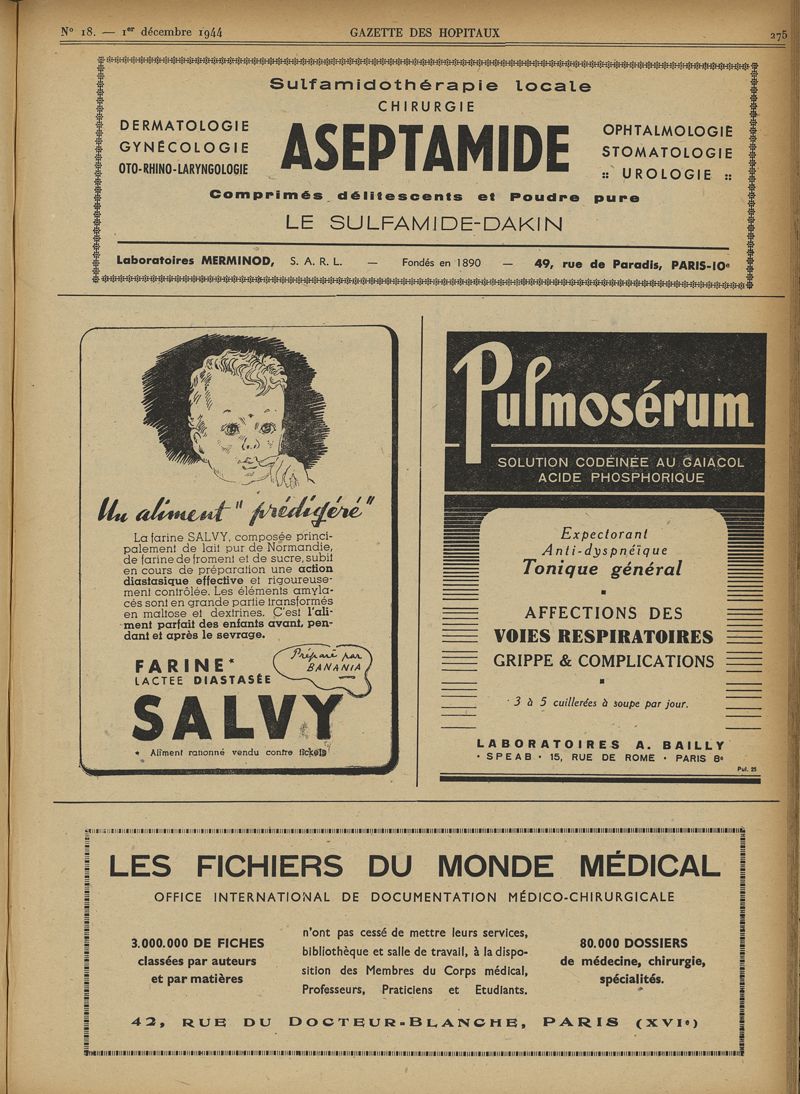 N° 18. — 1er décembre 1944 GAZETTE DES HOPITAUX 275
Sulfamidothérapie locale
CHIRURGIE
DERMATOLOGIE
GYNÉCOLOGIE
OTO-RHINO-LARYNGOLOGIE
ASEPTAMIDE
OPHTALMOLOGIE
STOMATOLOGIE
:: UROLOGIE ::
Comprimés délitescents et Poudre pure
LE SULFAMIDE-DAKIN
Laboratoires MERMINOD, S. A. R. L. — Fondés en 1890 — 49, rue de Paradis, PARIS-10e
Un aliment "prédigéré"
La farine SALVY, composée princi-
palement de lait pur de Normandie,
de farine de froment et de sucre, subit
en cours de préparation une action
diastasique effective et rigoureuse-
ment contrôlée. Les éléments amyla-
cés sont en grande partie transformés
en maltose et dextrines. C'est l'ali-
ment parfait des enfants avant, pen-
dant et après le sevrage.
FARINE*
LACTEE DIASTASÉE
Préparé par
BANANIA
SALVY
* Aliment rationné vendu contre tickets
Pulmosérum
SOLUTION CODÉINÉE AU GAIACOL
ACIDE PHOSPHORIQUE
Expectorant
Anti-dyspnéïque
Tonique général
AFFECTIONS DES
VOIES RESPIRATOIRES
GRIPPE & COMPLICATIONS
3 à 5 cuillerées à soupe par jour.
LABORATOIRES A. BAILLY
• SPEAB • 15, RUE DE ROME • PARIS 8e
Pul. 25
LES FICHIERS DU MONDE MÉDICAL
OFFICE INTERNATIONAL DE DOCUMENTATION MÉDICO-CHIRURGICALE
3.000.000 DE FICHES
classées par auteurs
et par matières
n'ont pas cessé de mettre leurs services,
bibliothèque et salle de travail, à la dispo-
sition des Membres du Corps médical,
Professeurs, Praticiens et Etudiants.
80.000 DOSSIERS
de médecine, chirurgie,
spécialités.
42, RUE DU DOCTEUR-BLANCHE, PARIS (XVIe)